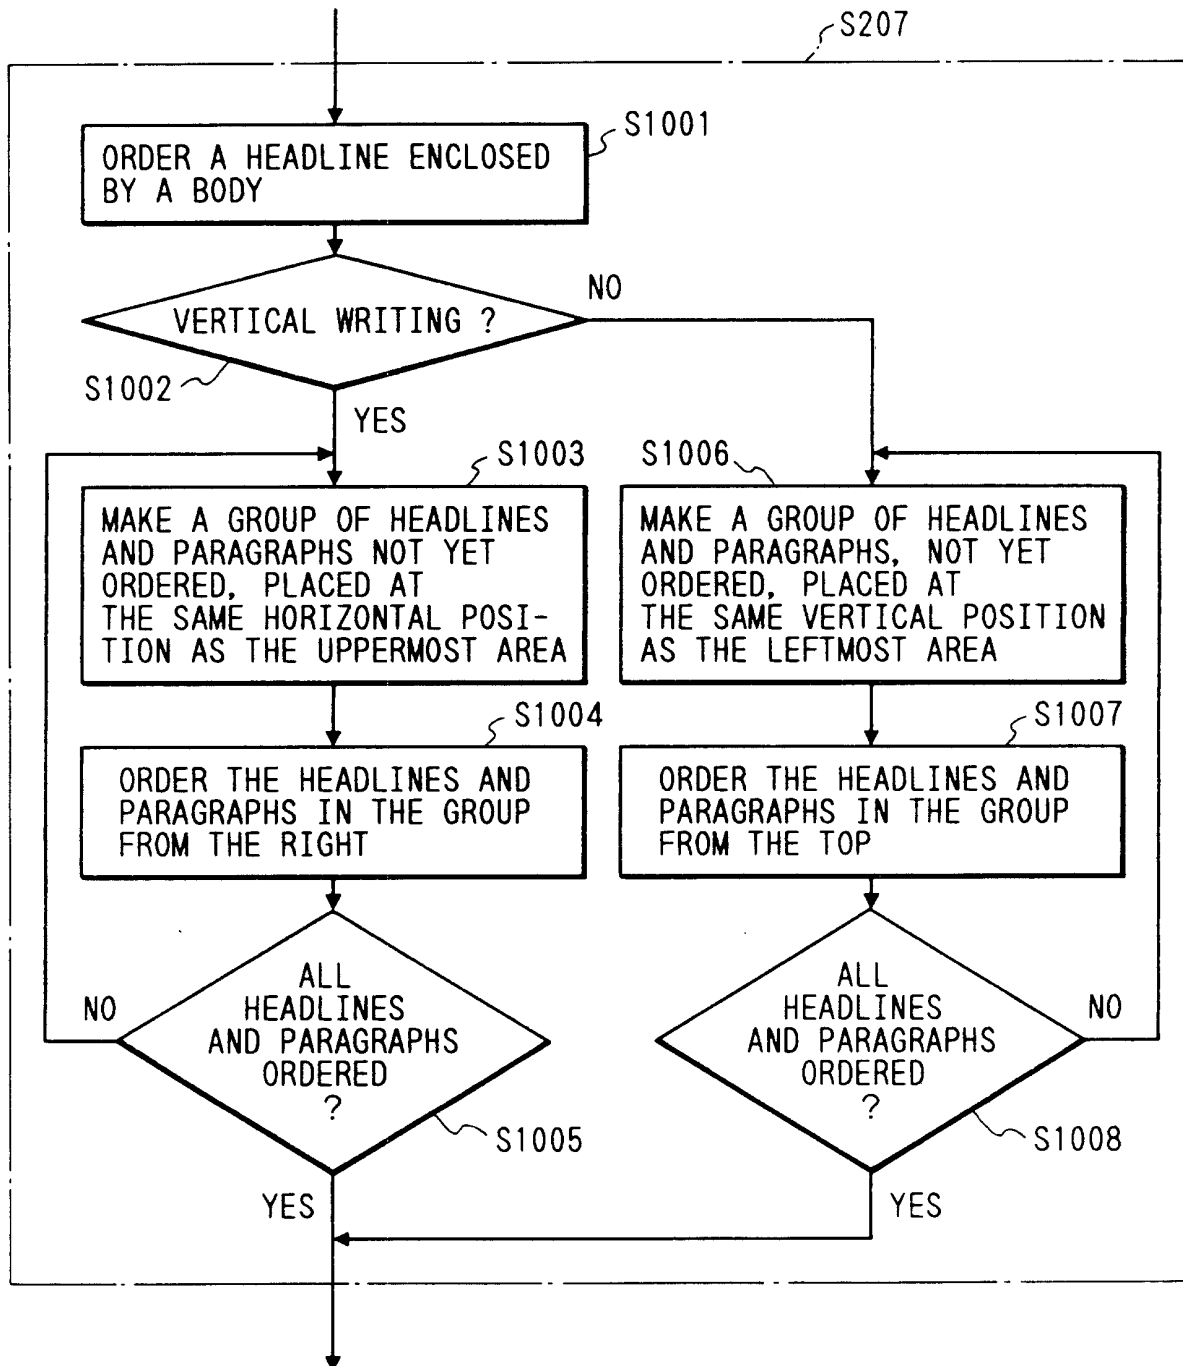 S207
S1001
ORDER A HEADLINE ENCLOSED
BY A BODY
VERTICAL WRITING ?
NO
S1002
YES
S1003
MAKE A GROUP OF HEADLINES
AND PARAGRAPHS NOT YET
ORDERED, PLACED AT
THE SAME HORIZONTAL POSI-
TION AS THE UPPERMOST AREA
S1004
ORDER THE HEADLINES AND
PARAGRAPHS IN THE GROUP
FROM THE RIGHT
ALL
HEADLINES
AND PARAGRAPHS
ORDERED
?
NO
S1005
YES
S1006
MAKE A GROUP OF HEADLINES
AND PARAGRAPHS, NOT YET
ORDERED, PLACED AT
THE SAME VERTICAL POSITION
AS THE LEFTMOST AREA
S1007
ORDER THE HEADLINES AND
PARAGRAPHS IN THE GROUP
FROM THE TOP
ALL
HEADLINES
AND PARAGRAPHS
ORDERED
?
NO
S1008
YES